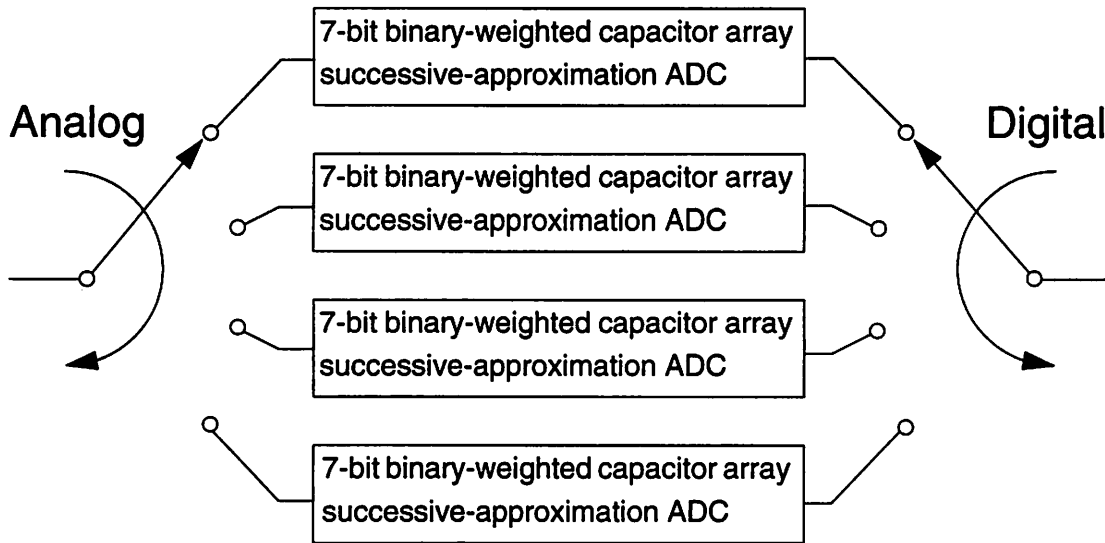 7-bit binary-weighted capacitor array
successive-approximation ADC
Analog
Digital
7-bit binary-weighted capacitor array
successive-approximation ADC
7-bit binary-weighted capacitor array
successive-approximation ADC
7-bit binary-weighted capacitor array
successive-approximation ADC